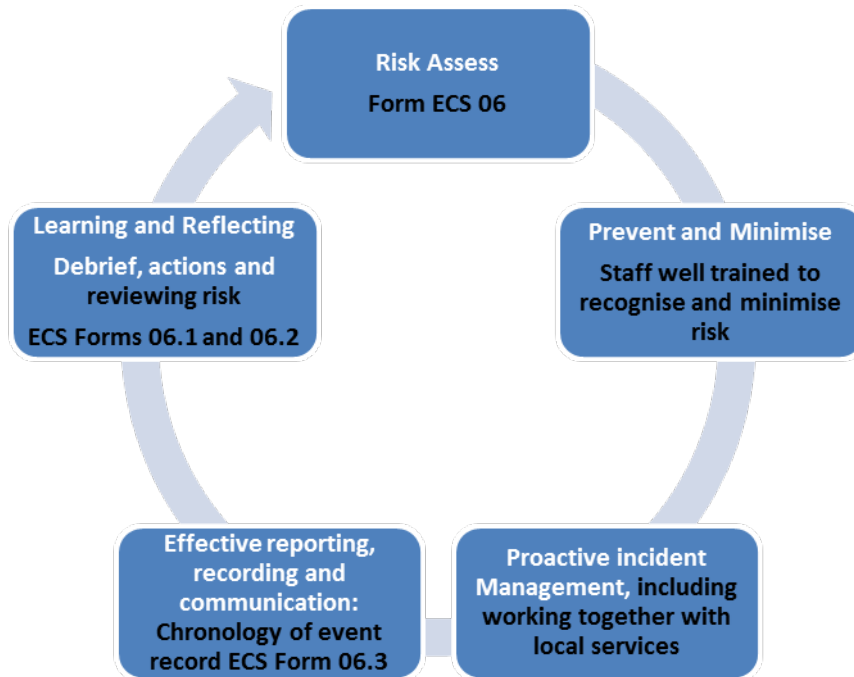 Risk Assess
Form ECS 06
Prevent and Minimise
Staff well trained to
recognise and minimise
risk
Proactive incident
Management, including
working together with
local services
Effective reporting,
recording and
communication:
Chronology of event
record ECS Form 06.3
Learning and Reflecting
Debrief, actions and
reviewing risk
ECS Forms 06.1 and 06.2